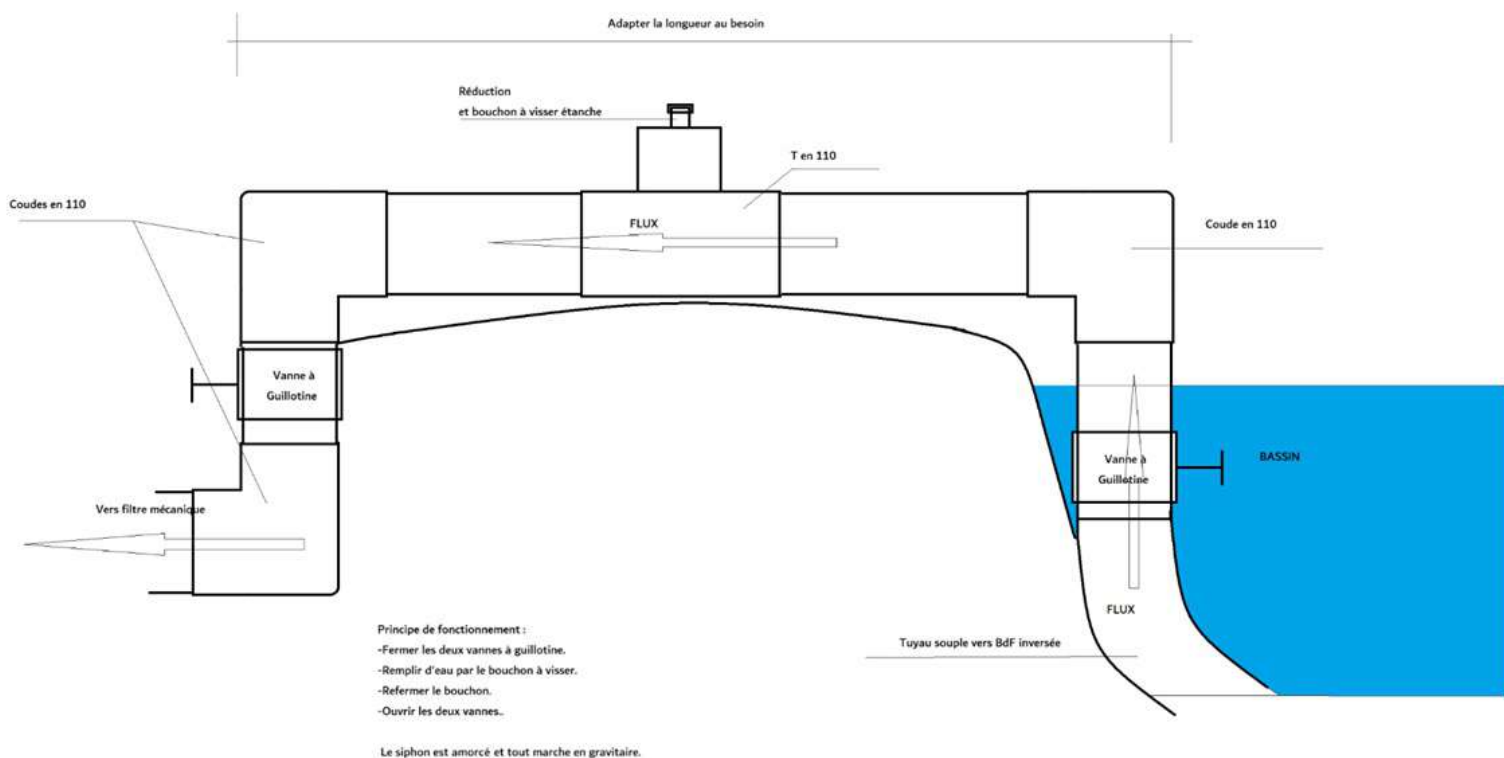 Adapter la longueur au besoin
Réduction
et bouchon à visser étanche
T en 110
Coudes en 110
FLUX
Coude en 110
Vanne à
Guillotine
Vanne à
Guillotine
BASSIN
Vers filtre mécanique
FLUX
Principe de fonctionnement :
-Fermer les deux vannes à guillotine.
-Remplir d'eau par le bouchon à visser.
-Refermer le bouchon.
-Ouvrir les deux vannes..
Tuyau souple vers BdF inversée
Le siphon est amorcé et tout marche en gravitaire.